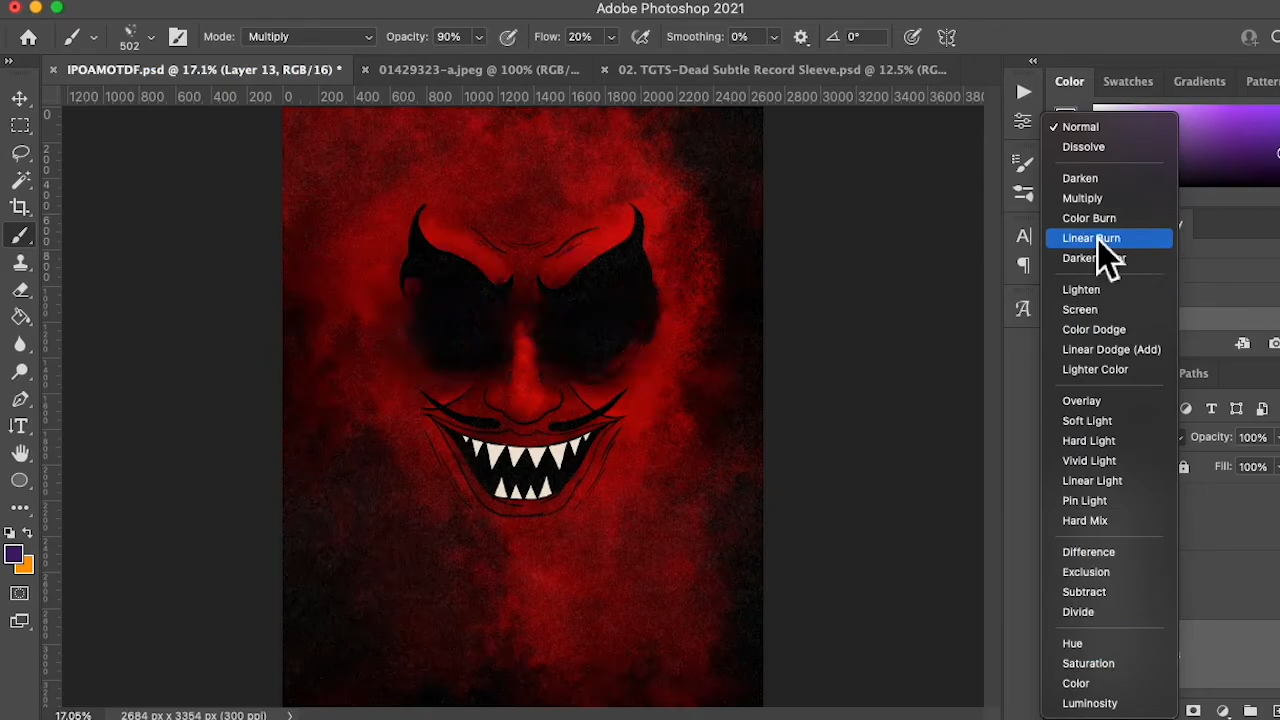 Adobe Photoshop 2021
502 Mode: Multiply Opacity: 90% Flow: 20% Smoothing: 0% 0°
IPOAMOTDF.psd @ 17.1% (Layer 13, RGB/16) * 01429323-a.jpeg @ 100% (RGB/... 02. TGTS-Dead Subtle Record Sleeve.psd @ 12.5% (RG...
Color Swatches Gradients Patter
1200 1000 800 600 400 200 0 200 400 600 800 1000 1200 1400 1600 1800 2000 2200 2400 2600 2800 3000 3200 3400 3600 380
Normal
Dissolve
Darken
Multiply
Color Burn
Linear Burn
Lighten
Screen
Color Dodge
Linear Dodge (Add)
Lighter Color
Paths
Overlay
Soft Light
Opacity: 100%
Hard Light
Vivid Light
Fill: 100%
Linear Light
Pin Light
Hard Mix
Difference
Exclusion
Subtract
Divide
Hue
Saturation
Color
Luminosity
17.05% 2684 px x 3354 px (300 ppi)